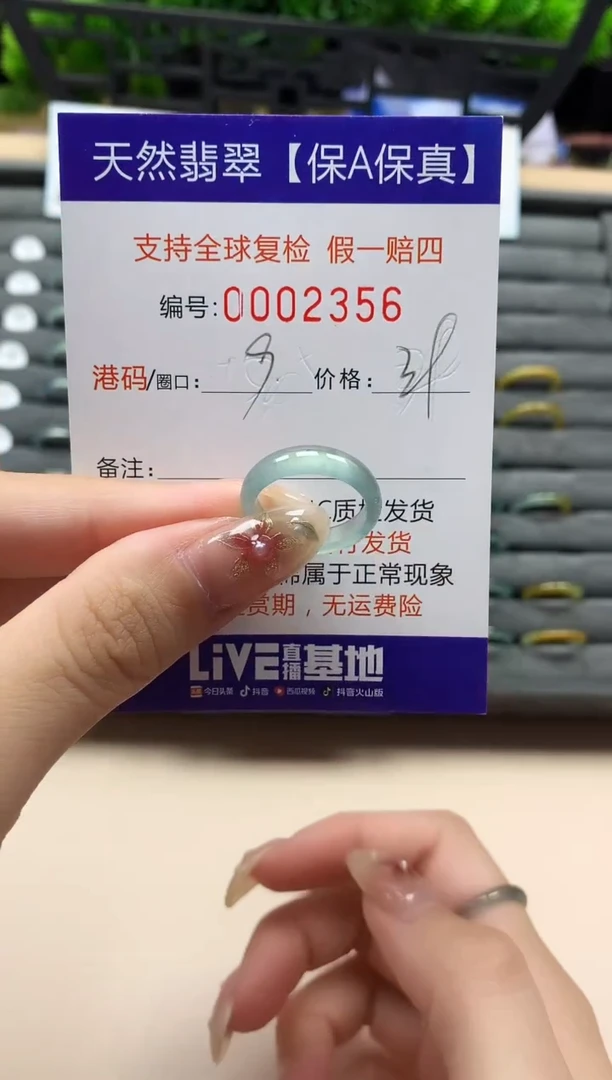 天然翡翠【保A保真】
支持全球复检 假一赔四
编号:0002356
港码/圈口: 9 价格:
备注:
质检发货
发货
属于正常现象
赏期，无运费险
LiVE直播基地
今日头条 抖音 西瓜视频 抖音火山版